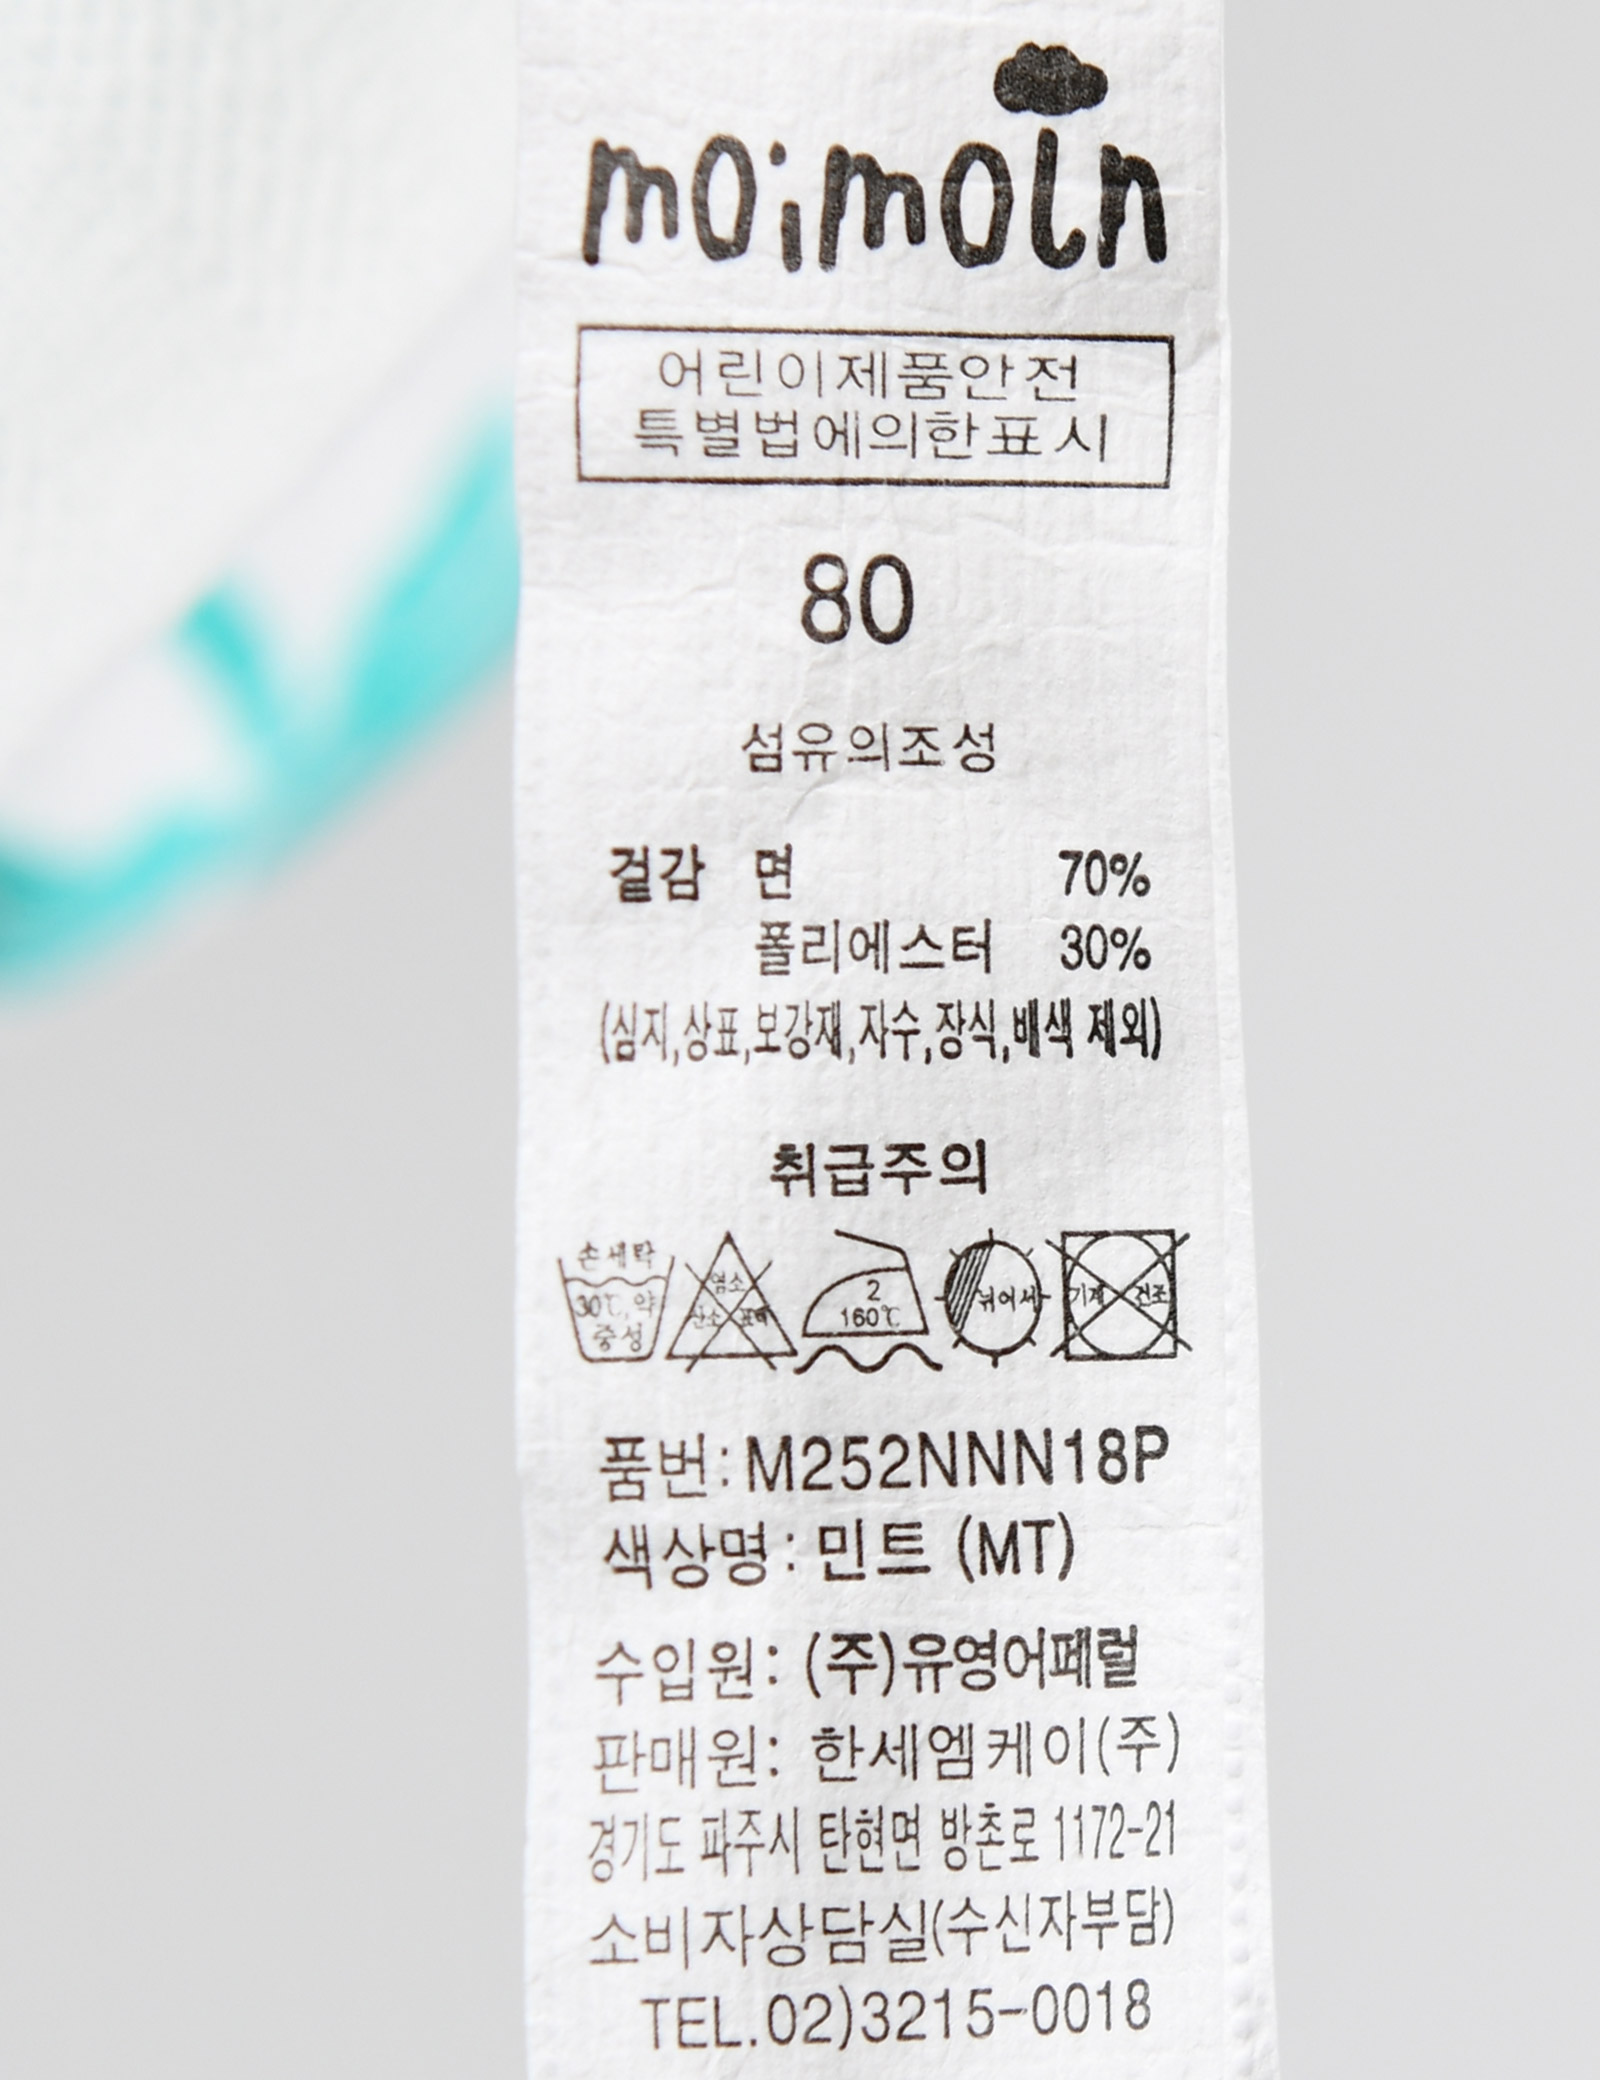 moimoln
어린이제품안전
특별법에의한표시
80
섬유의조성
겉감 면 70%
폴리에스터 30%
(심지,상표,보강재,자수,장식,배색 제외)
취급주의
손세탁 30℃, 약 중성
염소 산소 표백
2 160℃
뉘어서
기계 건조
품번: M252NNN18P
색상명: 민트 (MT)
수입원: (주)유영어페럴
판매원: 한세엠케이(주)
경기도 파주시 탄현면 방촌로 1172-21
소비자상담실(수신자부담)
TEL.02)3215-0018